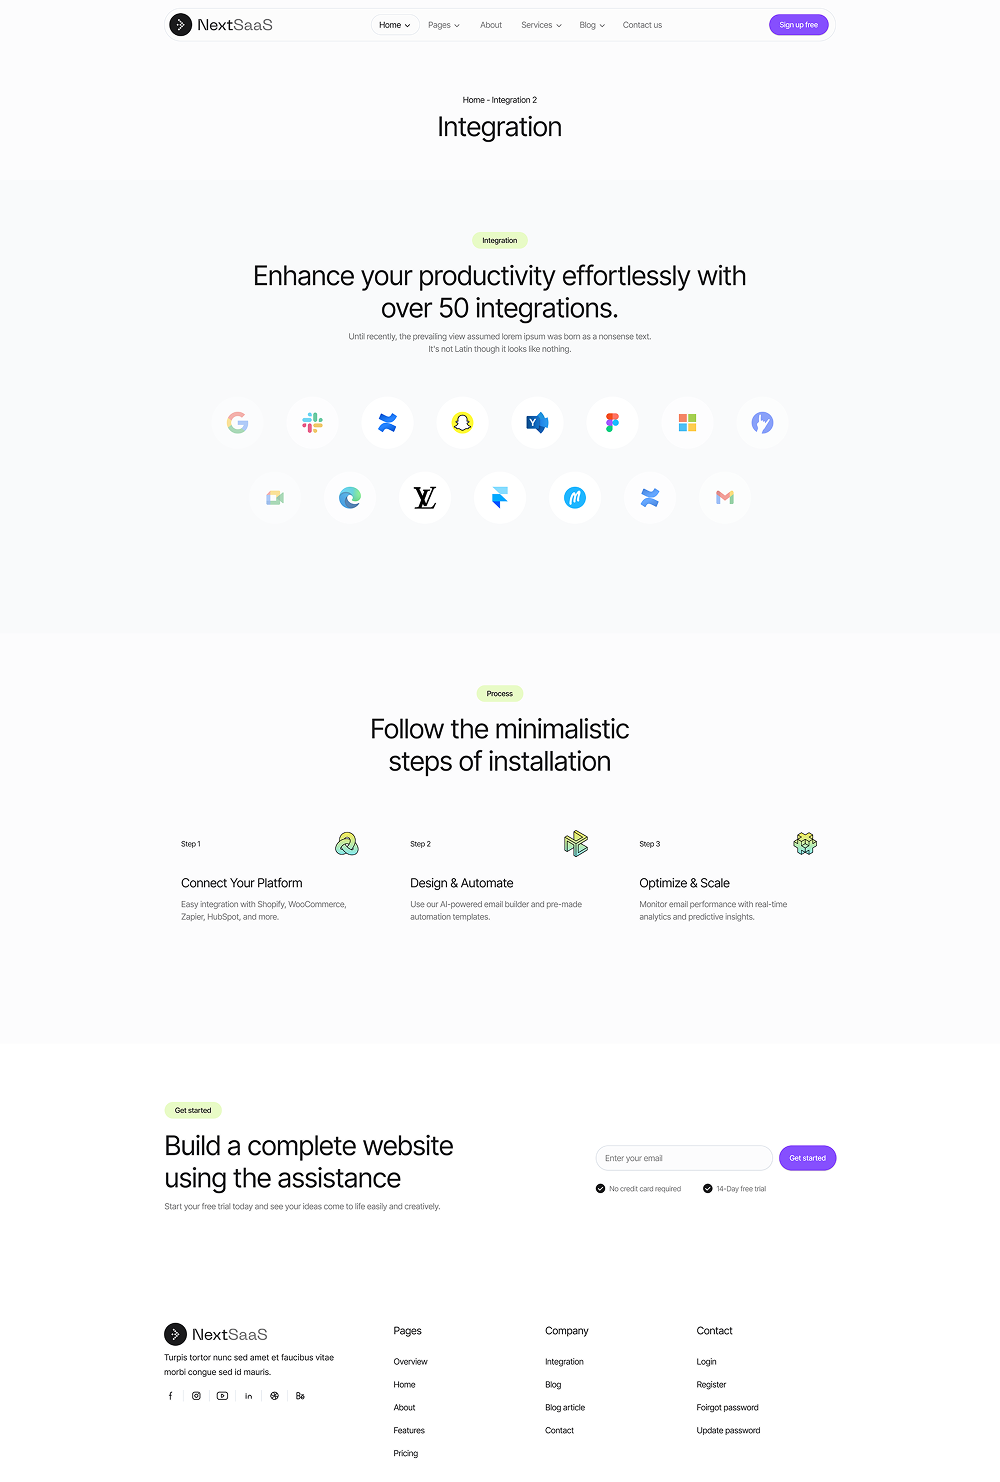 NextSaaS
Home Pages About Services Blog Contact us
Sign up free
Home - Integration 2
Integration
Integration
Enhance your productivity effortlessly with
over 50 integrations.
Until recently, the prevailing view assumed lorem ipsum was born as a nonsense text.
It's not Latin though it looks like nothing.
Process
Follow the minimalistic
steps of installation
Step 1
Connect Your Platform
Easy integration with Shopify, WooCommerce,
Zapier, HubSpot, and more.
Step 2
Design & Automate
Use our AI-powered email builder and pre-made
automation templates.
Step 3
Optimize & Scale
Monitor email performance with real-time
analytics and predictive insights.
Get started
Build a complete website
using the assistance
Start your free trial today and see your ideas come to life easily and creatively.
Enter your email
Get started
No credit card required
14-Day free trial
NextSaaS
Turpis tortor nunc sed amet et faucibus vitae
morbi congue sed id mauris.
Pages
Overview
Home
About
Features
Pricing
Company
Integration
Blog
Blog article
Contact
Contact
Login
Register
Foirgot password
Update password